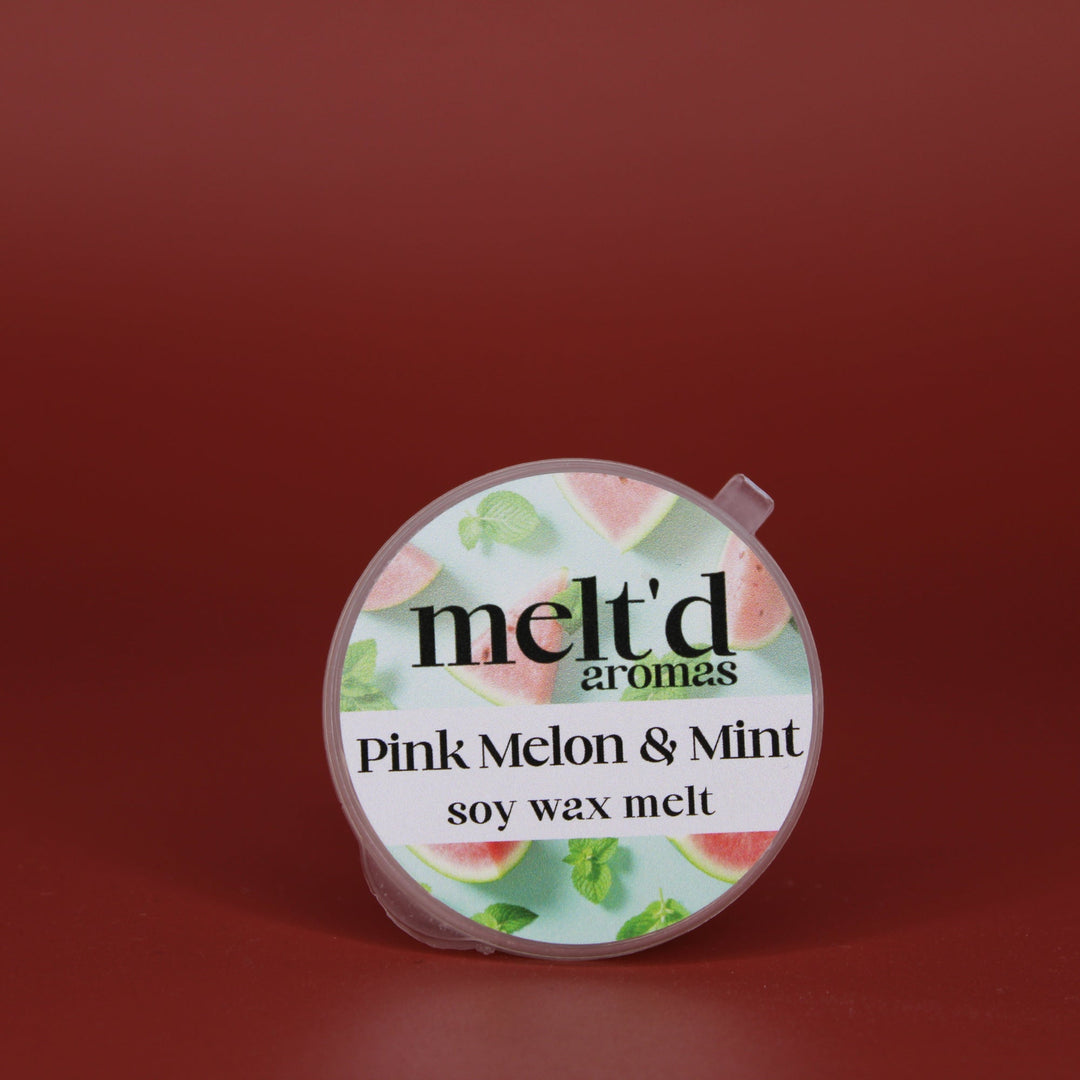 melt'd
aromas
Pink Melon & Mint
soy wax melt